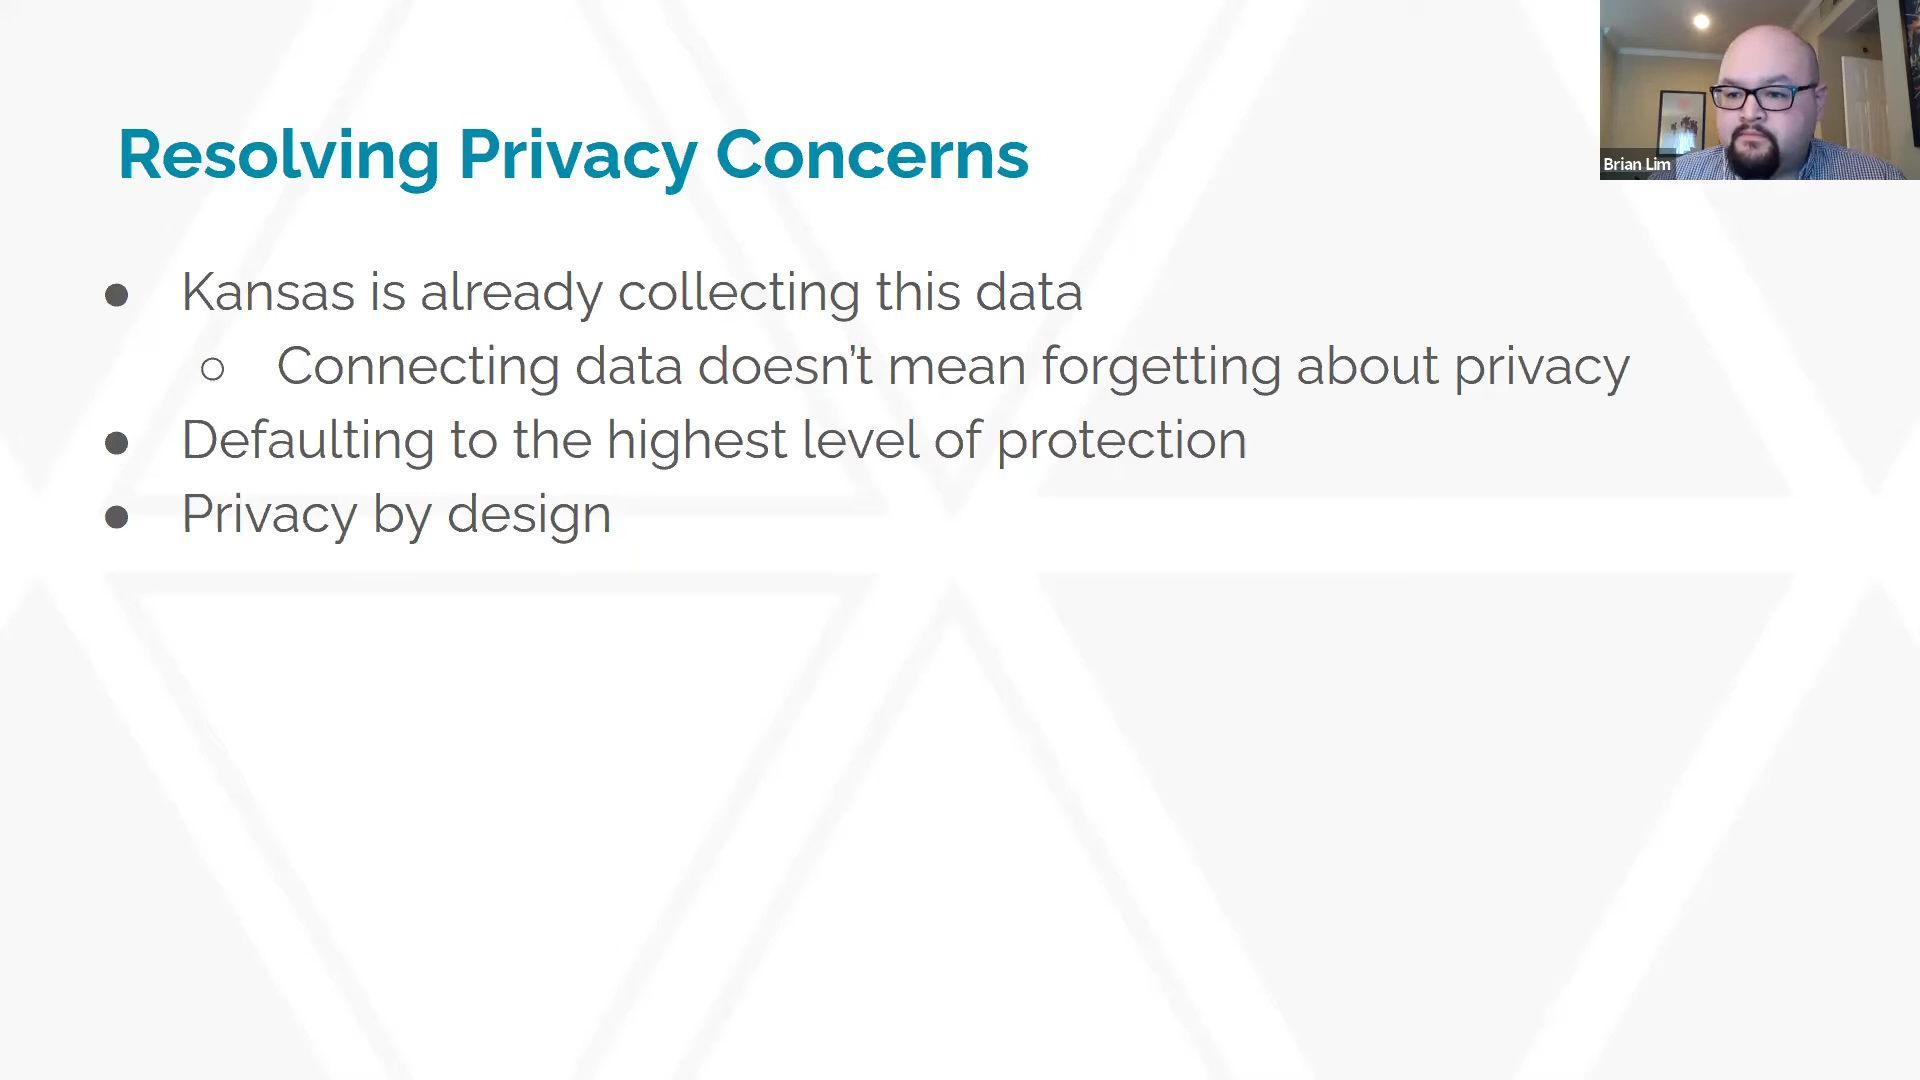 Resolving Privacy Concerns
● Kansas is already collecting this data
○ Connecting data doesn’t mean forgetting about privacy
● Defaulting to the highest level of protection
● Privacy by design
Brian Lim